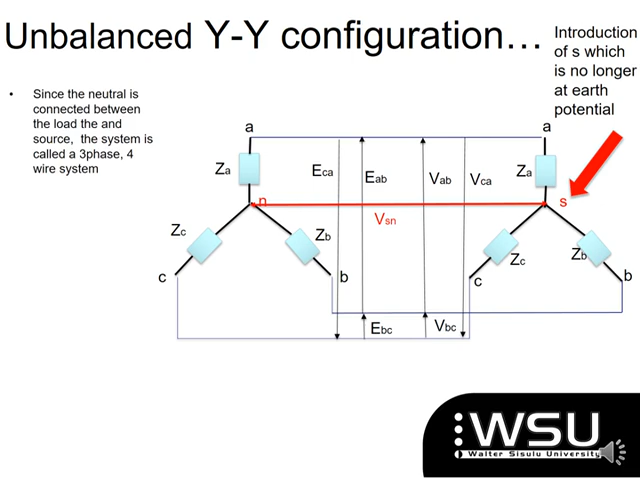 Unbalanced Y-Y configuration…
Introduction
of s which
is no longer
at earth
potential
• Since the neutral is
connected between
the load the and
source, the system is
called a 3phase, 4
wire system
a
a
Za
Eca
Eab
Vab
Vca
Za
n
s
Vsn
Zc
Zb
Zc
Zb
c
b
c
b
Ebc
Vbc
WSU
Walter Sisulu University